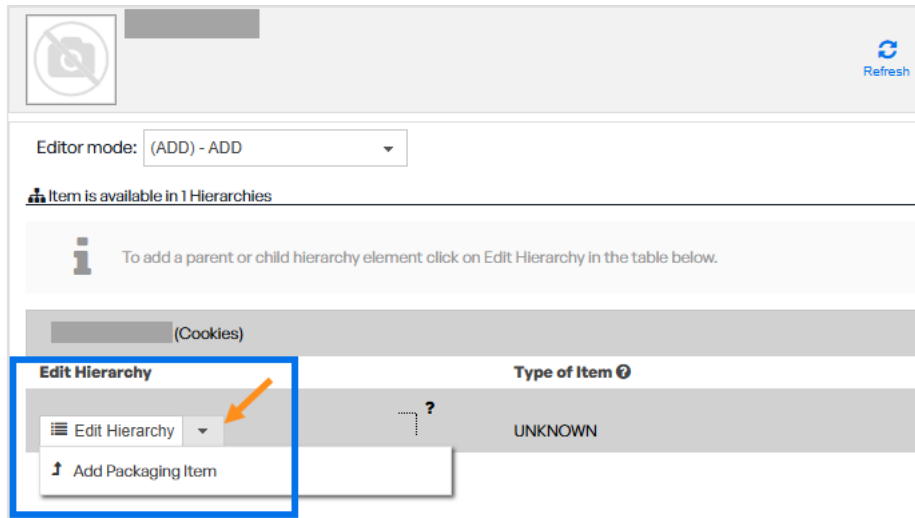 Refresh
Editor mode: (ADD) - ADD
Item is available in 1 Hierarchies
To add a parent or child hierarchy element click on Edit Hierarchy in the table below.
(Cookies)
Edit Hierarchy Type of Item ?
?
Edit Hierarchy UNKNOWN
Add Packaging Item